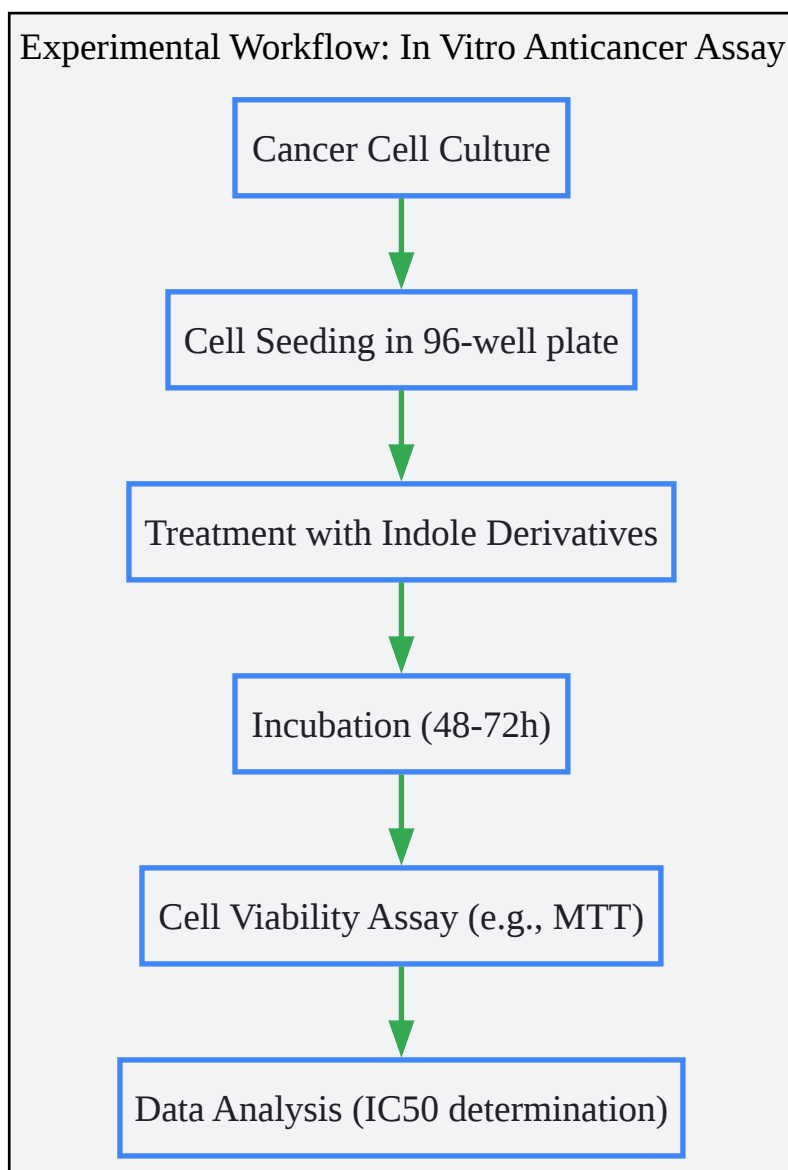 Experimental Workflow: In Vitro Anticancer Assay
Cancer Cell Culture
Cell Seeding in 96-well plate
Treatment with Indole Derivatives
Incubation (48-72h)
Cell Viability Assay (e.g., MTT)
Data Analysis (IC50 determination)